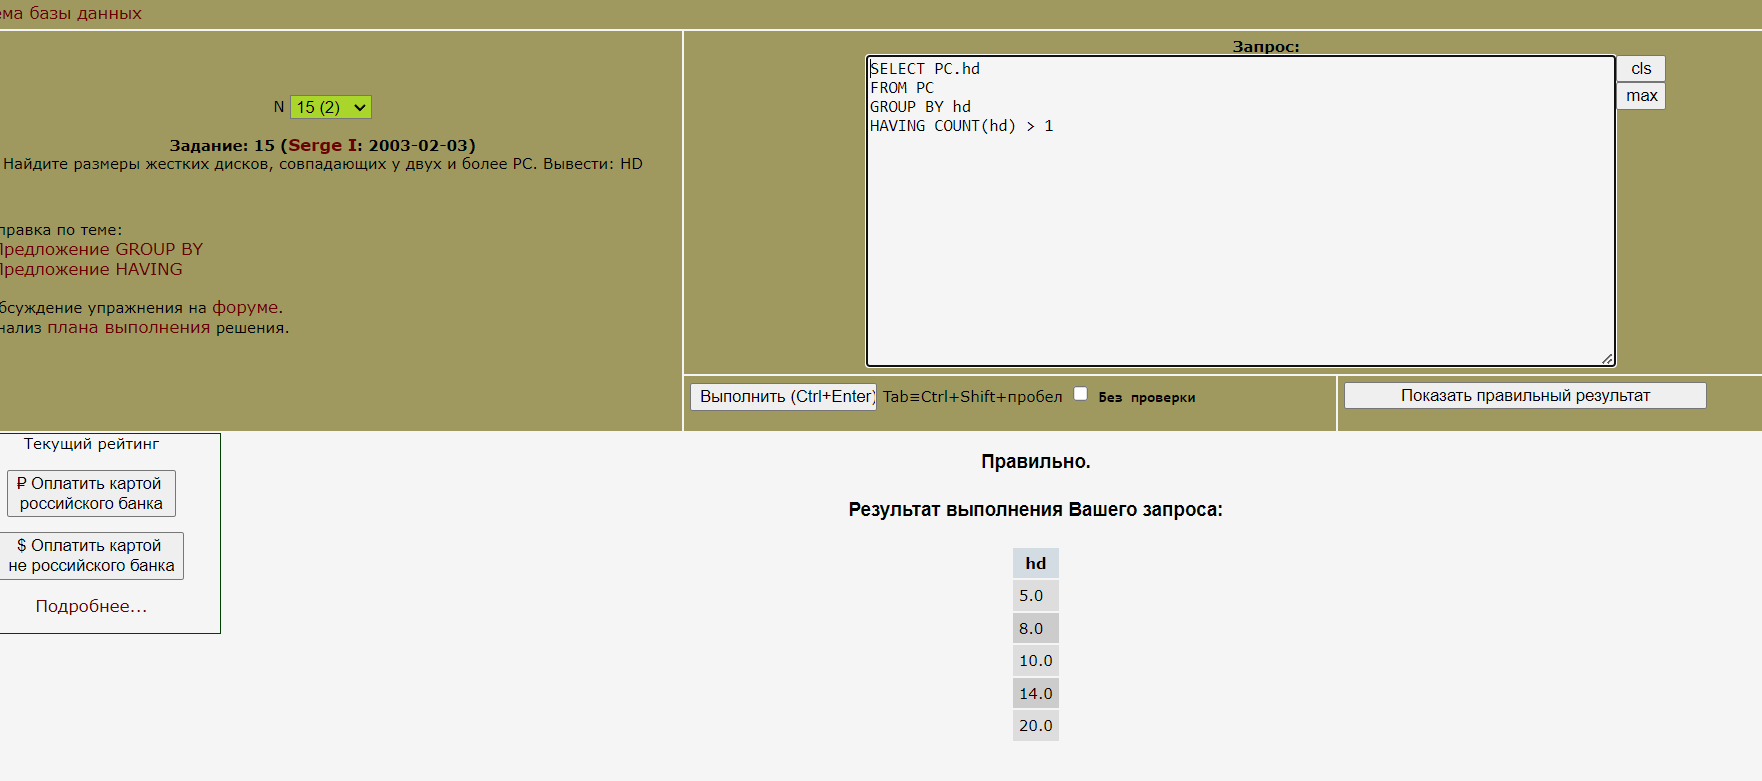 ема базы данных
N 15 (2)
Задание: 15 (Serge I: 2003-02-03)
Найдите размеры жестких дисков, совпадающих у двух и более PC. Вывести: HD
правка по теме:
Предложение GROUP BY
Предложение HAVING
бсуждение упражнения на форуме.
нализ плана выполнения решения.
Запрос:
SELECT PC.hd
FROM PC
GROUP BY hd
HAVING COUNT(hd) > 1
cls
max
Выполнить (Ctrl+Enter) Tab≡Ctrl+Shift+пробел Без проверки
Показать правильный результат
Текущий рейтинг
₽ Оплатить картой
российского банка
$ Оплатить картой
не российского банка
Подробнее...
Правильно.
Результат выполнения Вашего запроса:
hd
5.0
8.0
10.0
14.0
20.0